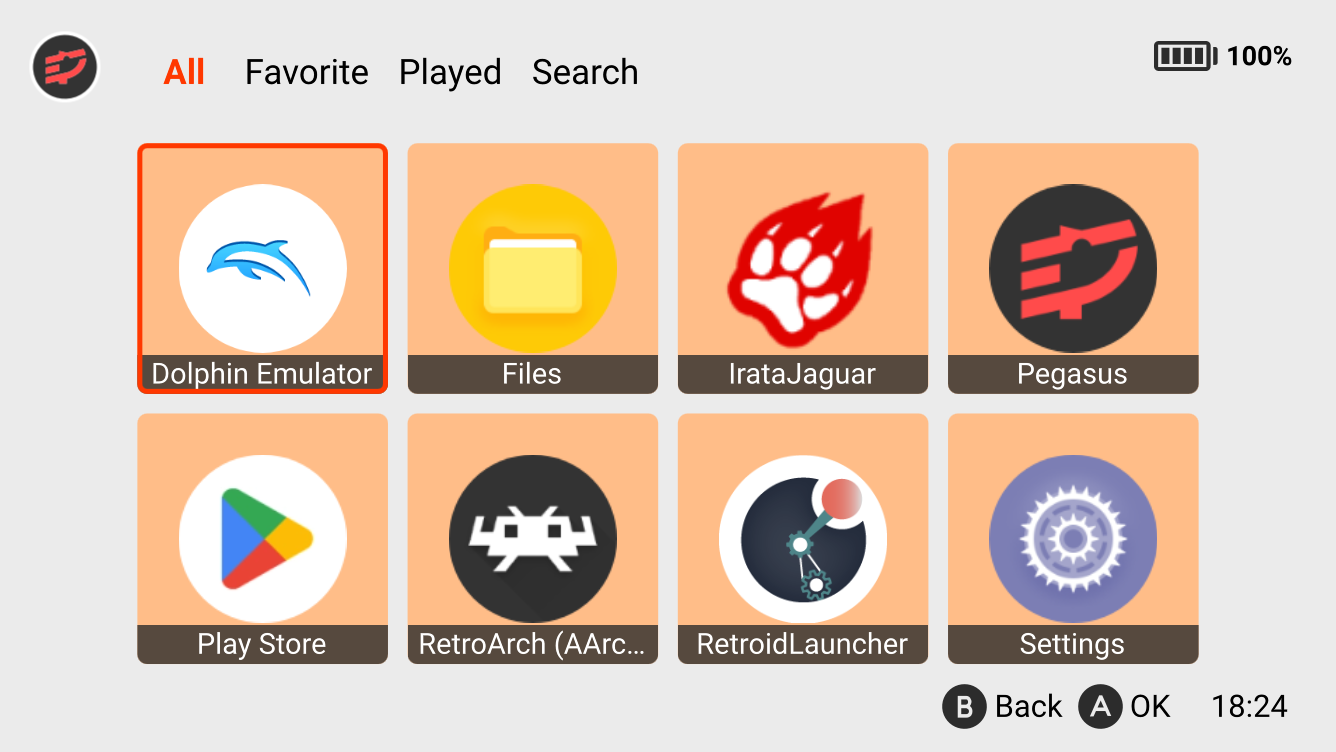 All Favorite Played Search
100%
Dolphin Emulator
Files
IrataJaguar
Pegasus
Play Store
RetroArch (AArc...
RetroidLauncher
Settings
B Back A OK 18:24